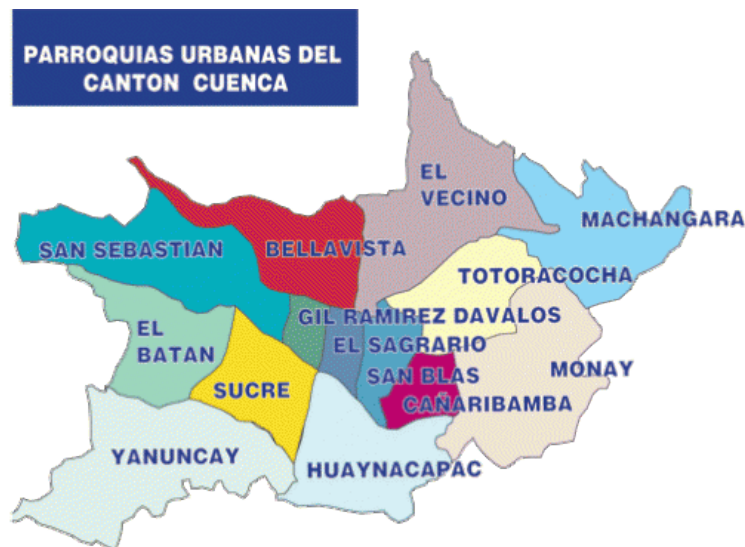 PARROQUIAS URBANAS DEL
CANTON CUENCA
EL
VECINO
MACHANGARA
SAN SEBASTIAN
BELLAVISTA
TOTORACOCHA
GIL RAMIREZ DAVALOS
EL
BATAN
EL SAGRARIO
SAN BLAS
MONAY
SUCRE
CAÑARIBAMBA
YANUNCAY
HUAYNACAPAC